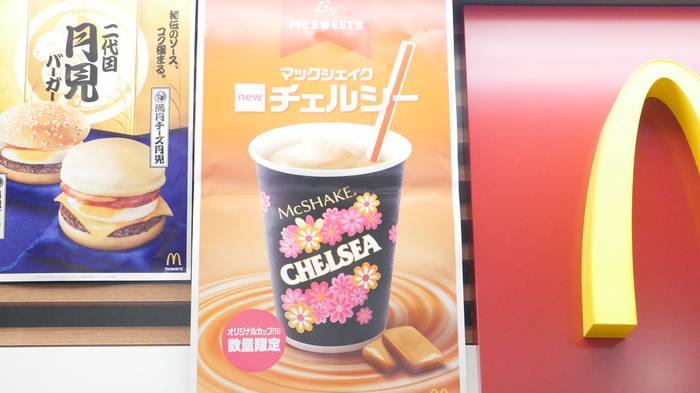 秘伝のソース、
コク極まる。
二代目
月見
バーガー
満月チーズ月見
By
McSWEETS
マックシェイク
new
チェルシー
McSHAKE
CHELSEA
オリジナルカップ(S)
数量限定